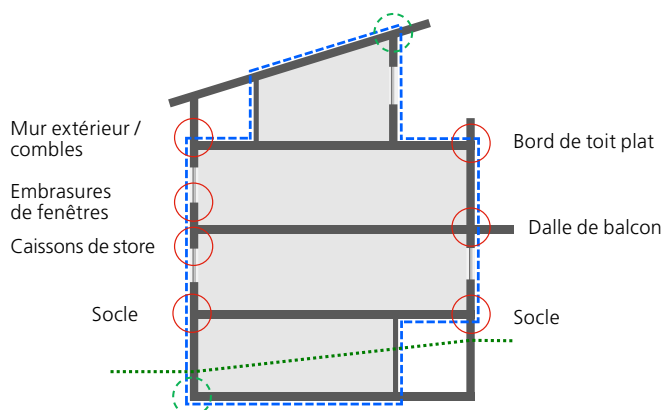 Mur extérieur /
combles
Embrasures
de fenêtres
Caissons de store
Socle
Bord de toit plat
Dalle de balcon
Socle